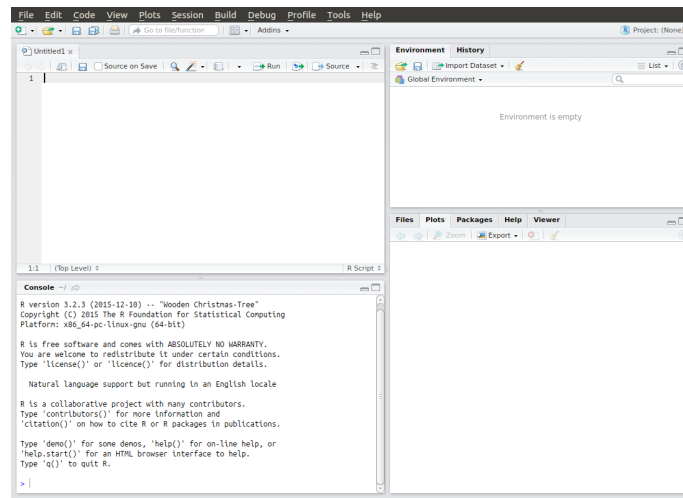 File Edit Code View Plots Session Build Debug Profile Tools Help
Go to file/function Addins Project: (None)
Untitled1
Source on Save Run Source
1
1:1 (Top Level) R Script
Console ~/
R version 3.2.3 (2015-12-10) -- "Wooden Christmas-Tree"
Copyright (C) 2015 The R Foundation for Statistical Computing
Platform: x86_64-pc-linux-gnu (64-bit)
R is free software and comes with ABSOLUTELY NO WARRANTY.
You are welcome to redistribute it under certain conditions.
Type 'license()' or 'licence()' for distribution details.
Natural language support but running in an English locale
R is a collaborative project with many contributors.
Type 'contributors()' for more information and
'citation()' on how to cite R or R packages in publications.
Type 'demo()' for some demos, 'help()' for on-line help, or
'help.start()' for an HTML browser interface to help.
Type 'q()' to quit R.
>
Environment History
Import Dataset List
Global Environment
Environment is empty
Files Plots Packages Help Viewer
Zoom Export